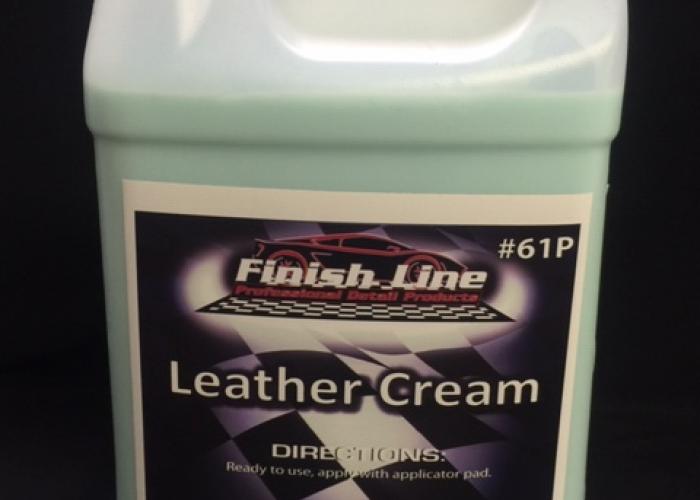 #61P
Finish Line
Professional Detail Products
Leather Cream
DIRECTIONS:
Ready to use, apply with applicator pad.